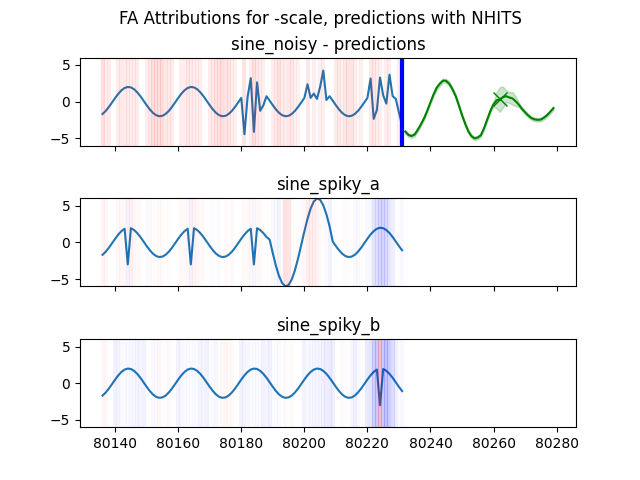 FA Attributions for -scale, predictions with NHITS
sine_noisy - predictions
5
0
−5
sine_spiky_a
5
0
−5
sine_spiky_b
5
0
−5
80140 80160 80180 80200 80220 80240 80260 80280